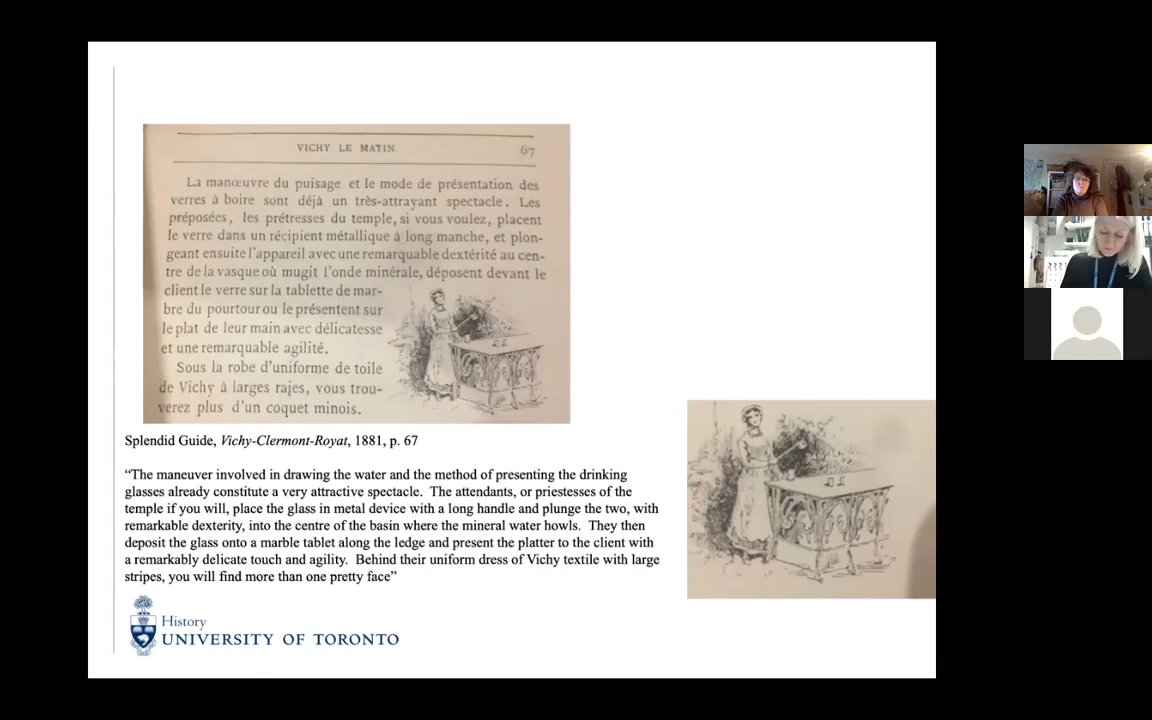 VICHY LE MATIN 67
La manœuvre du puisage et le mode de présentation des
verres à boire sont déjà un très-attrayant spectacle. Les
préposées, les prétresses du temple, si vous voulez, placent
le verre dans un récipient métallique à long manche, et plon-
geant ensuite l'appareil avec une remarquable dextérité au cen-
tre de la vasque où mugit l'onde minérale, déposent devant le
client le verre sur la tablette de mar-
bre du pourtour ou le présentent sur
le plat de leur main avec délicatesse
et une remarquable agilité.
Sous la robe d'uniforme de toile
de Vichy à larges raies, vous trou-
verez plus d'un coquet minois.
Splendid Guide, Vichy-Clermont-Royat, 1881, p. 67
“The maneuver involved in drawing the water and the method of presenting the drinking
glasses already constitute a very attractive spectacle. The attendants, or priestesses of the
temple if you will, place the glass in metal device with a long handle and plunge the two, with
remarkable dexterity, into the centre of the basin where the mineral water howls. They then
deposit the glass onto a marble tablet along the ledge and present the platter to the client with
a remarkably delicate touch and agility. Behind their uniform dress of Vichy textile with large
stripes, you will find more than one pretty face”
History
UNIVERSITY OF TORONTO